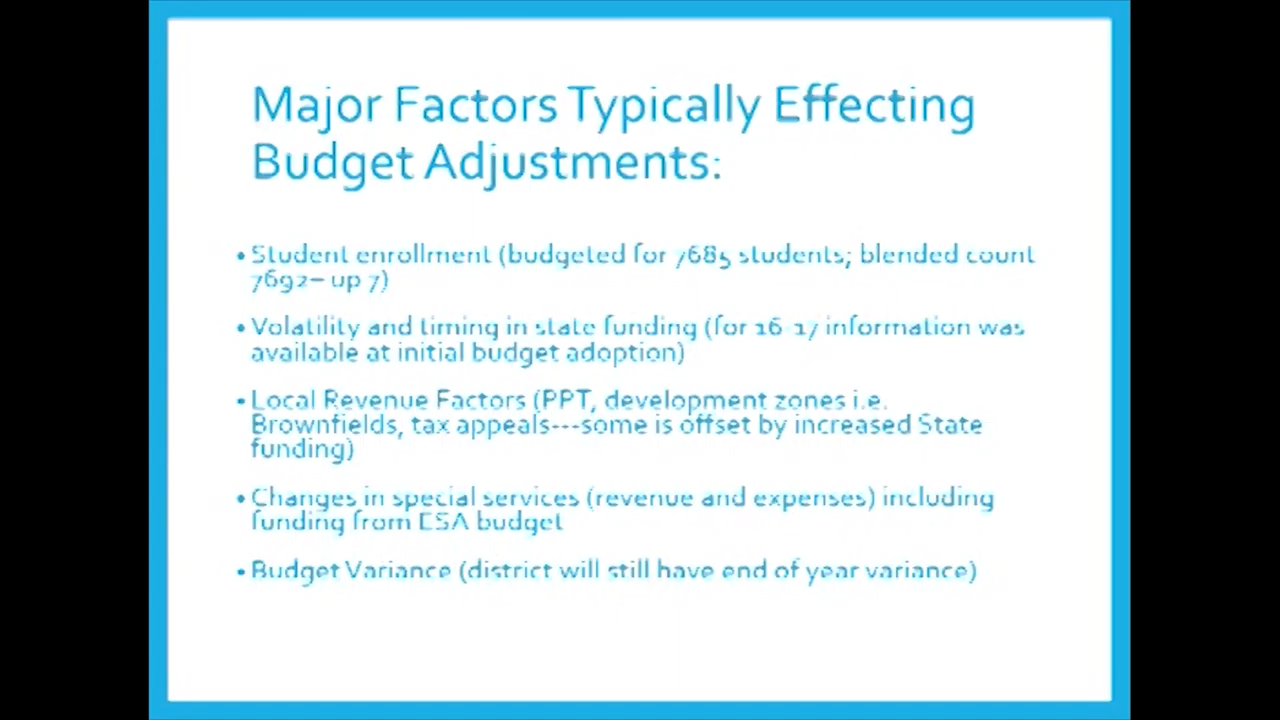 Major Factors Typically Effecting
Budget Adjustments:
• Student enrollment (budgeted for 7685 students; blended count
7692– up 7)
• Volatility and timing in state funding (for 16-17 information was
available at initial budget adoption)
• Local Revenue Factors (PPT, development zones i.e.
Brownfields, tax appeals---some is offset by increased State
funding)
• Changes in special services (revenue and expenses) including
funding from ESA budget
• Budget Variance (district will still have end of year variance)